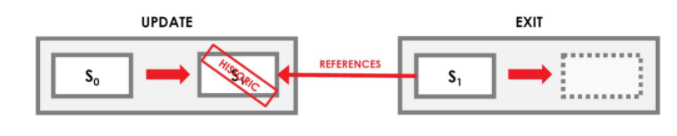 UPDATE
EXIT
S0
HISTORIC
REFERENCES
S1